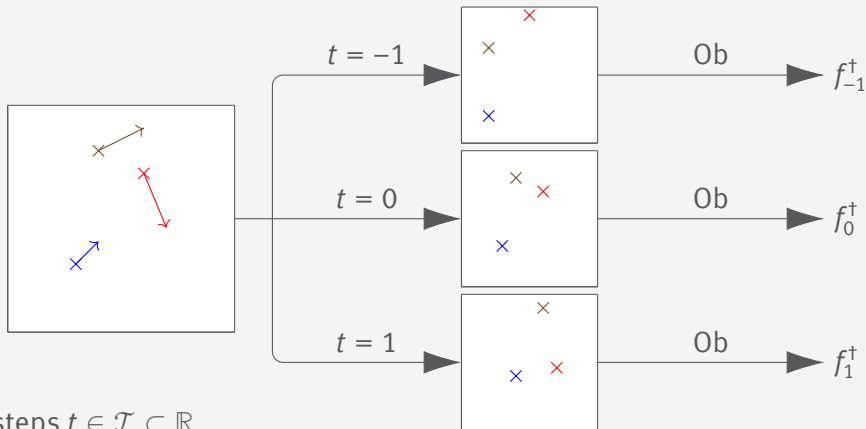 t = −1 Ob f†−1
t = 0 Ob f†0
t = 1 Ob f†1
steps t ∈ 𝒯 ⊂ ℝ